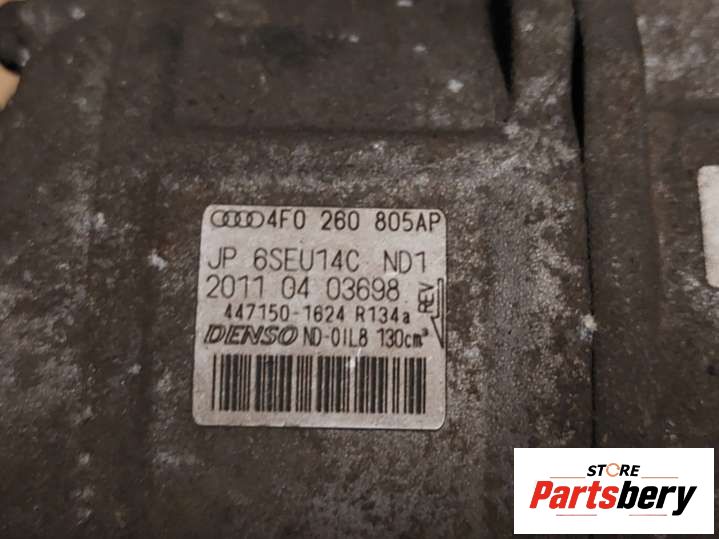 4F0 260 805AP
JP 6SEU14C ND1
2011 04 03698
REV
447150-1624 R134a
DENSO ND-OIL8 130cm³
STORE
Partsbery